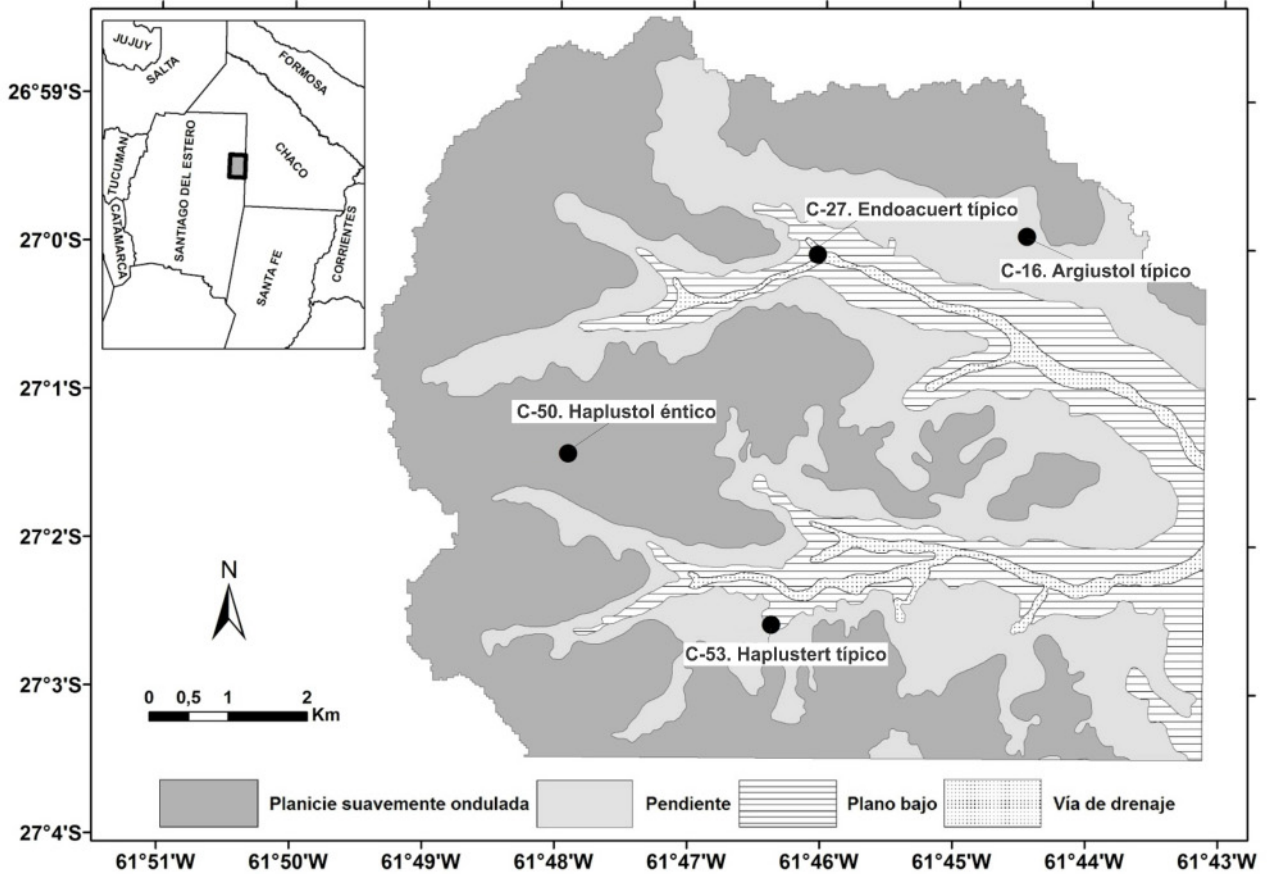 JUJUY
SALTA
FORMOSA
TUCUMAN
SANTIAGO DEL ESTERO
CHACO
CATAMARCA
SANTA FE
CORRIENTES
26°59'S
27°0'S
27°1'S
27°2'S
27°3'S
27°4'S
C-27. Endoacuert típico
C-16. Argiustol típico
C-50. Haplustol éntico
C-53. Haplustert típico
N
0 0,5 1 2
Km
Planicie suavemente ondulada Pendiente Plano bajo Vía de drenaje
61°51'W 61°50'W 61°49'W 61°48'W 61°47'W 61°46'W 61°45'W 61°44'W 61°43'W